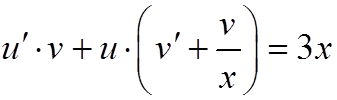 u′ · v + u · (v′ + v/x) = 3x